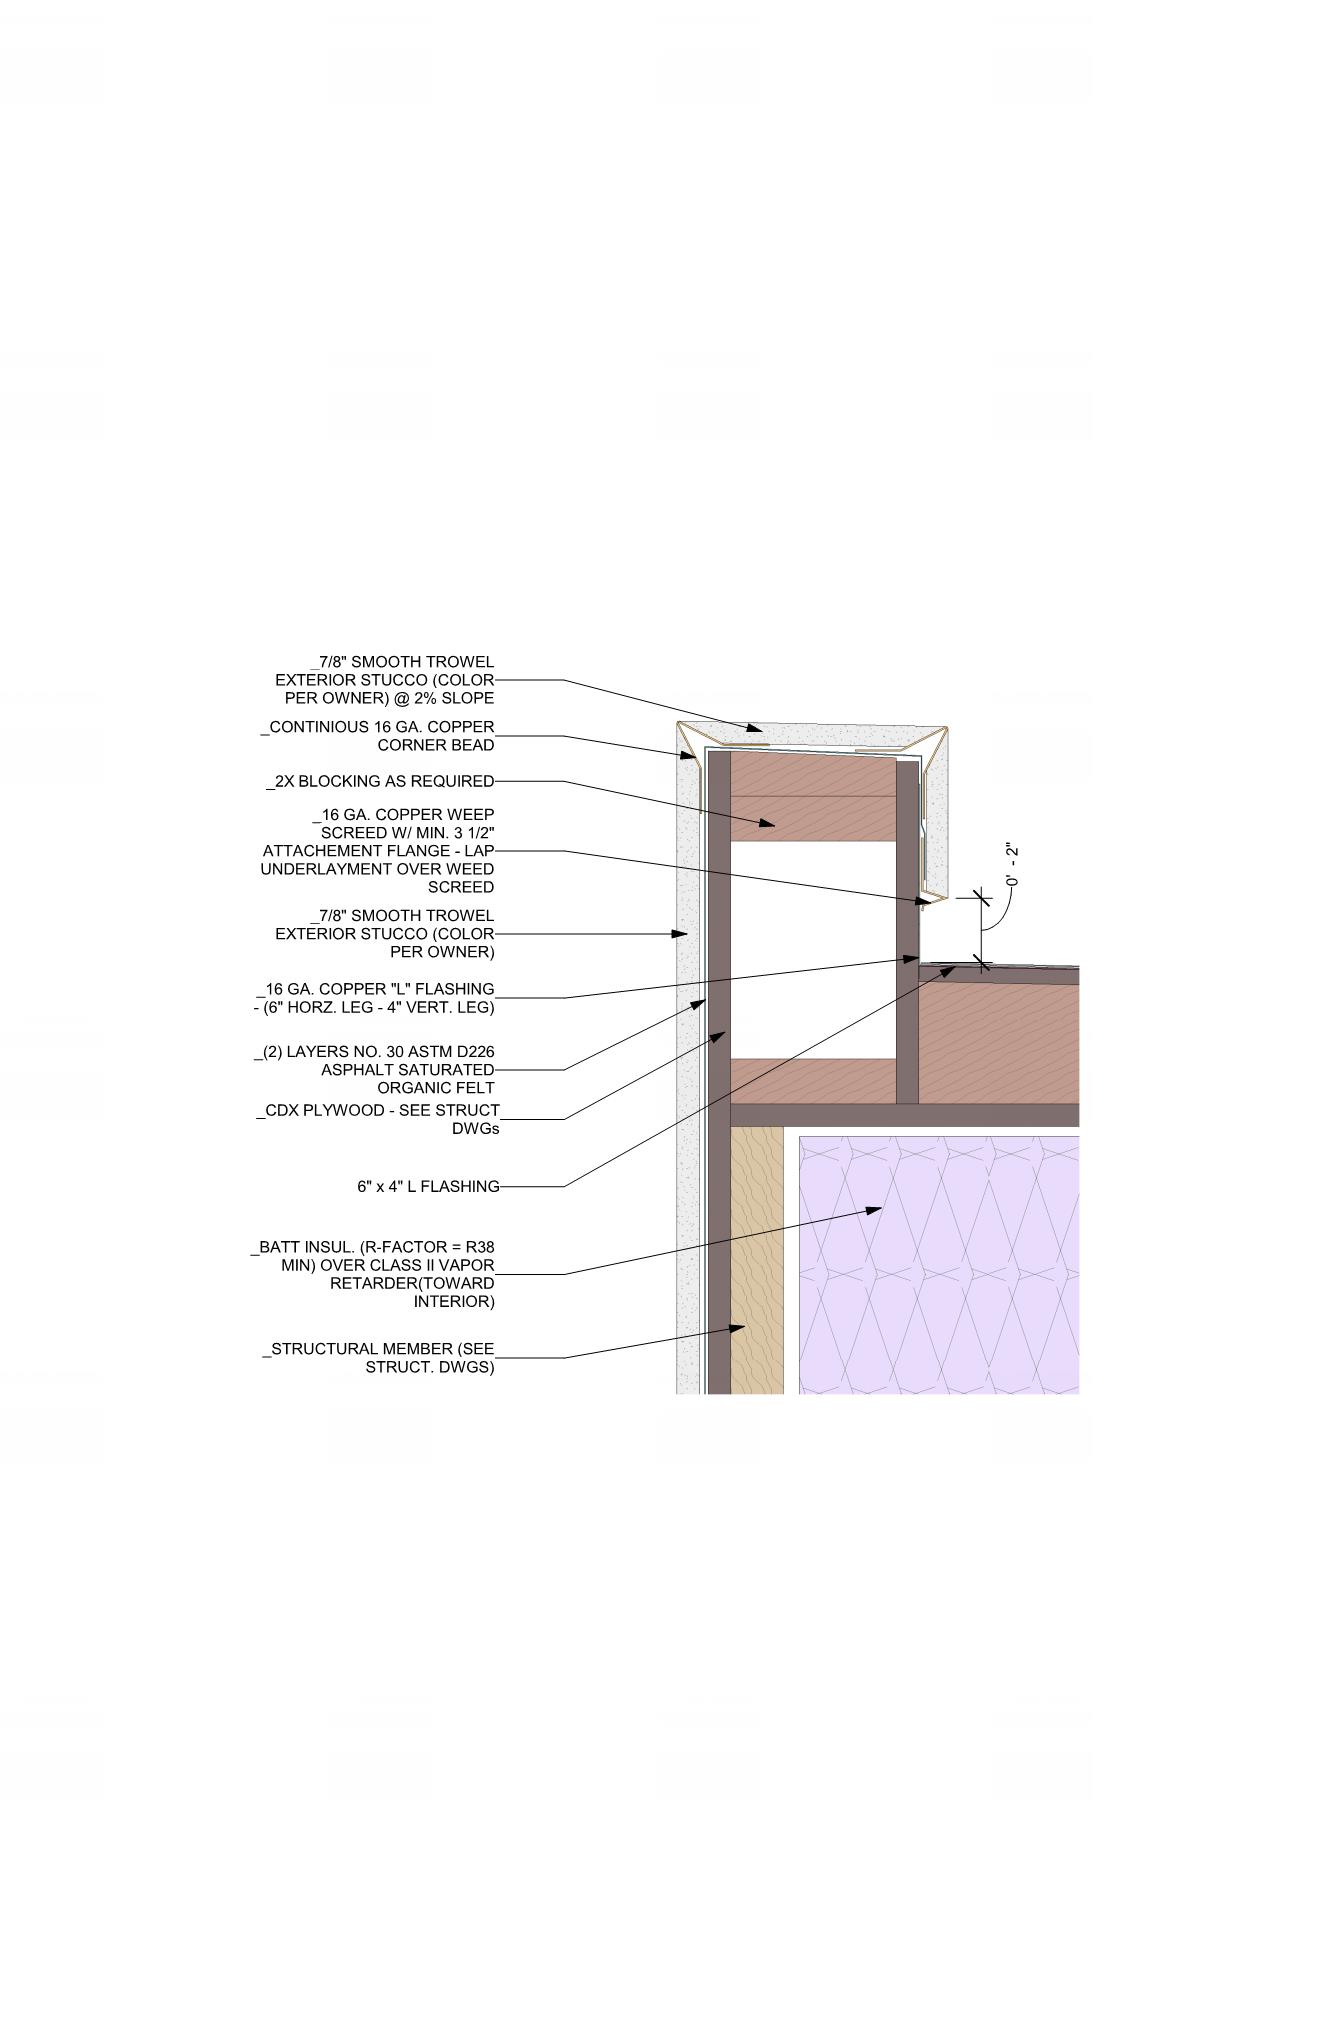 _7/8" SMOOTH TROWEL
EXTERIOR STUCCO (COLOR
PER OWNER) @ 2% SLOPE
_CONTINIOUS 16 GA. COPPER
CORNER BEAD
_2X BLOCKING AS REQUIRED
_16 GA. COPPER WEEP
SCREED W/ MIN. 3 1/2"
ATTACHEMENT FLANGE - LAP
UNDERLAYMENT OVER WEED
SCREED
0' - 2"
_7/8" SMOOTH TROWEL
EXTERIOR STUCCO (COLOR
PER OWNER)
_16 GA. COPPER "L" FLASHING
- (6" HORZ. LEG - 4" VERT. LEG)
_(2) LAYERS NO. 30 ASTM D226
ASPHALT SATURATED
ORGANIC FELT
_CDX PLYWOOD - SEE STRUCT
DWGs
6" x 4" L FLASHING
_BATT INSUL. (R-FACTOR = R38
MIN) OVER CLASS II VAPOR
RETARDER(TOWARD
INTERIOR)
_STRUCTURAL MEMBER (SEE
STRUCT. DWGS)